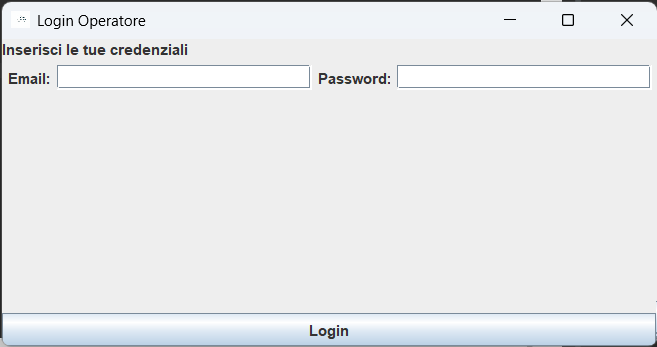 Login Operatore
Inserisci le tue credenziali
Email: Password:
Login